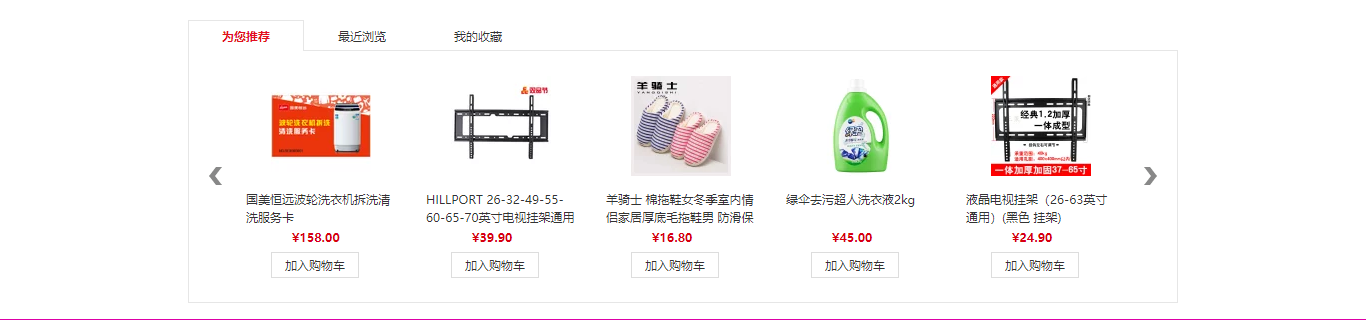 为您推荐
最近浏览
我的收藏
羊骑士
YANGQISHI
经典1.2加厚
一体成型
波轮洗衣机拆洗
清洗服务卡
绿伞
一体加厚加固37-65寸
国美恒远波轮洗衣机拆洗清
洗服务卡
¥158.00
加入购物车
HILLPORT 26-32-49-55-
60-65-70英寸电视挂架通用
¥39.90
加入购物车
羊骑士 棉拖鞋女冬季室内情
侣家居厚底毛拖鞋男 防滑保
¥16.80
加入购物车
绿伞去污超人洗衣液2kg
¥45.00
加入购物车
液晶电视挂架（26-63英寸
通用）(黑色 挂架)
¥24.90
加入购物车